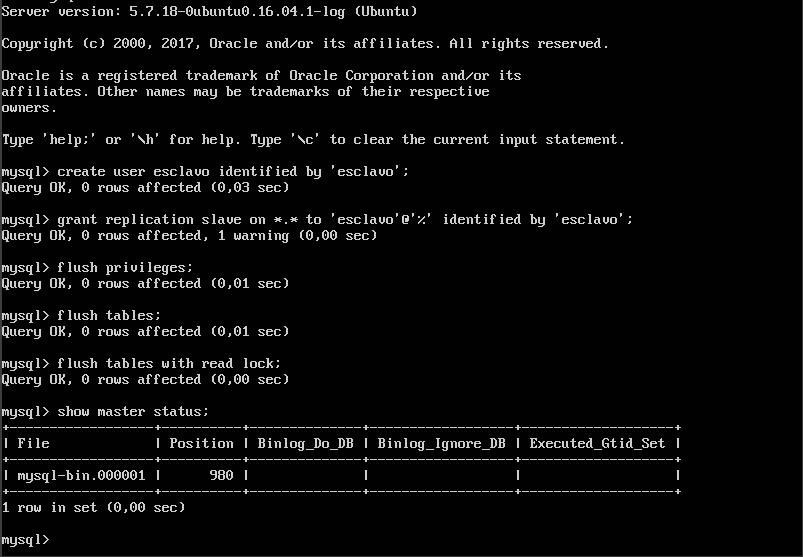 Server version: 5.7.18-0ubuntu0.16.04.1-log (Ubuntu)
Copyright (c) 2000, 2017, Oracle and/or its affiliates. All rights reserved.
Oracle is a registered trademark of Oracle Corporation and/or its
affiliates. Other names may be trademarks of their respective
owners.
Type 'help;' or '\h' for help. Type '\c' to clear the current input statement.
mysql> create user esclavo identified by 'esclavo';
Query OK, 0 rows affected (0,03 sec)
mysql> grant replication slave on *.* to 'esclavo'@'%' identified by 'esclavo';
Query OK, 0 rows affected, 1 warning (0,00 sec)
mysql> flush privileges;
Query OK, 0 rows affected (0,01 sec)
mysql> flush tables;
Query OK, 0 rows affected (0,01 sec)
mysql> flush tables with read lock;
Query OK, 0 rows affected (0,00 sec)
mysql> show master status;
+------------------+----------+--------------+------------------+-------------------+
| File             | Position | Binlog_Do_DB | Binlog_Ignore_DB | Executed_Gtid_Set |
+------------------+----------+--------------+------------------+-------------------+
| mysql-bin.000001 |      980 |              |                  |                   |
+------------------+----------+--------------+------------------+-------------------+
1 row in set (0,00 sec)
mysql>